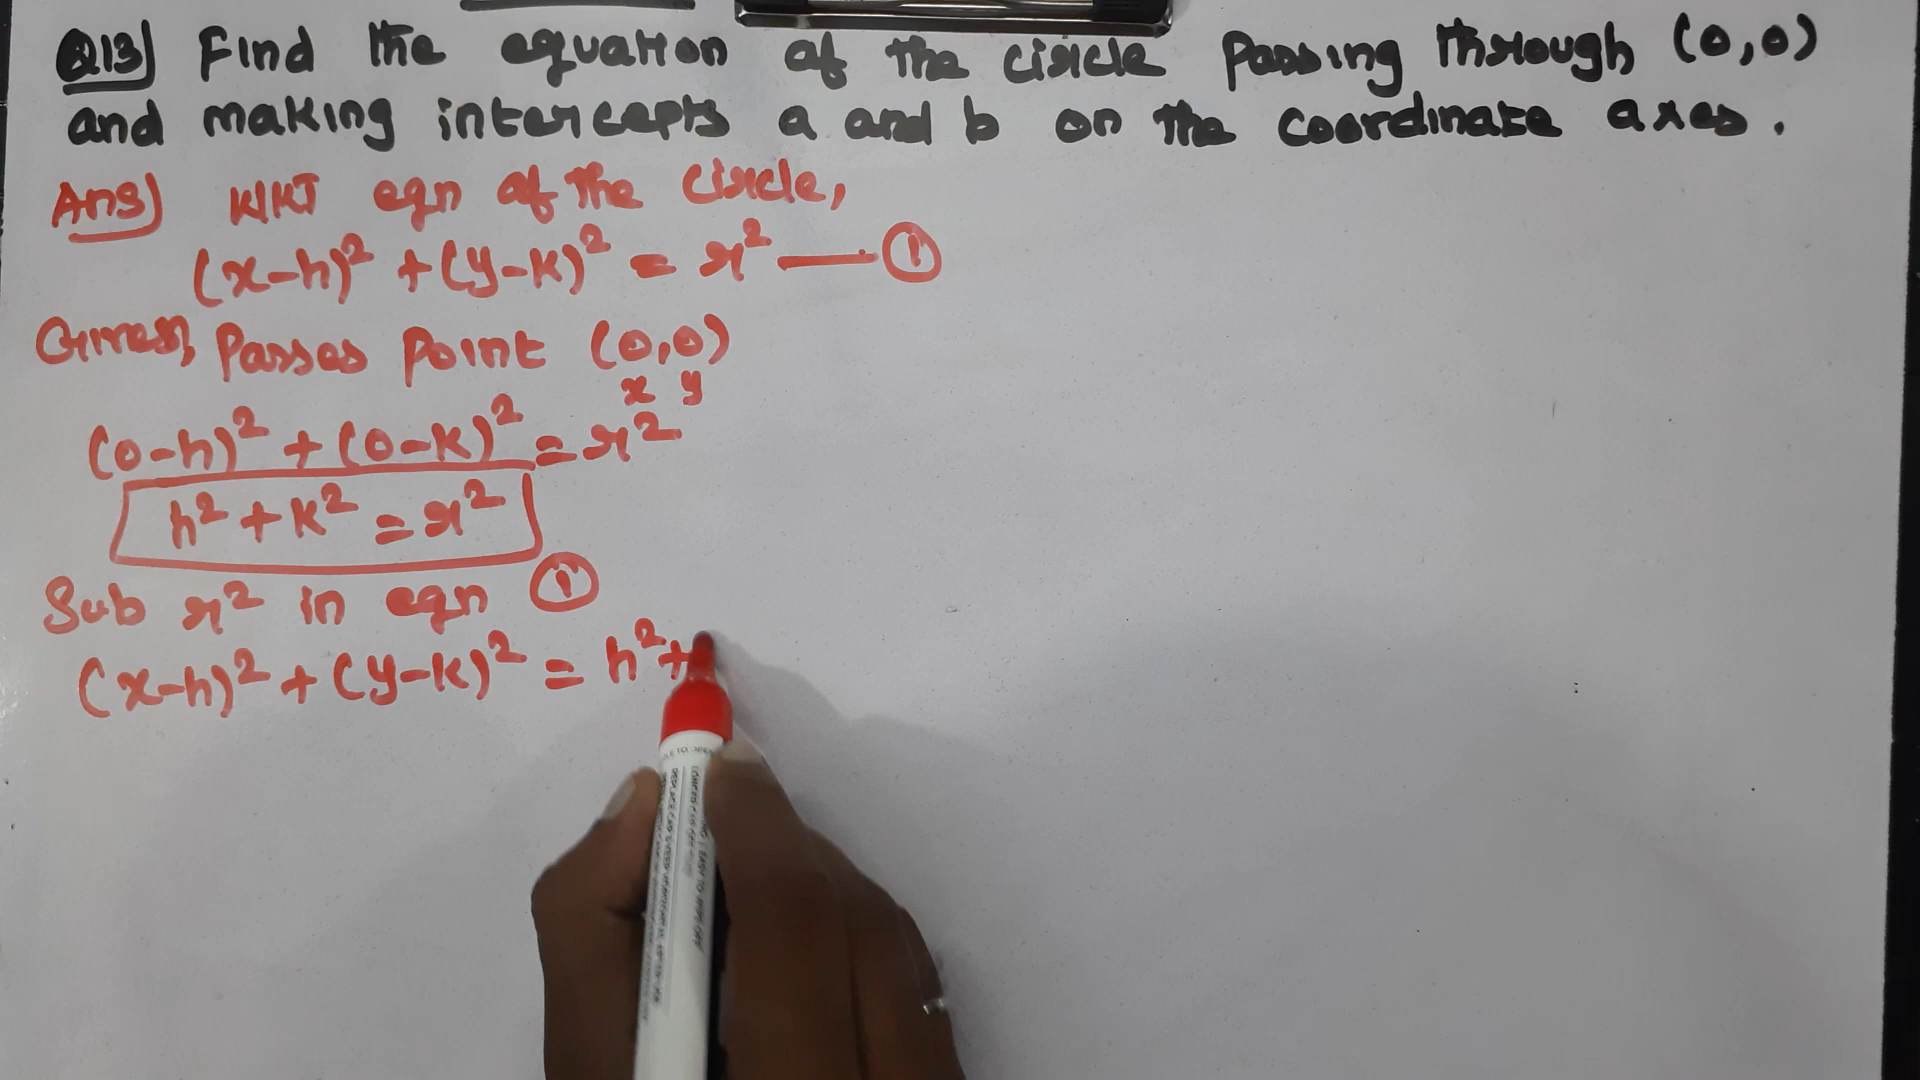 Q13) Find the equation of the circle passing through (0,0)
and making intercepts a and b on the coordinate axes.
Ans) WKT eqn of the circle,
(x-h)² + (y-k)² = r² — ①
Given, Passes Point (0,0)
x y
(0-h)² + (0-k)² = r²
h² + k² = r²
Sub r² in eqn ①
(x-h)² + (y-k)² = h² +